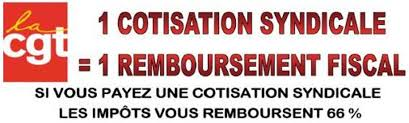 la
cgt
1 COTISATION SYNDICALE
= 1 REMBOURSEMENT FISCAL
SI VOUS PAYEZ UNE COTISATION SYNDICALE
LES IMPÔTS VOUS REMBOURSENT 66 %